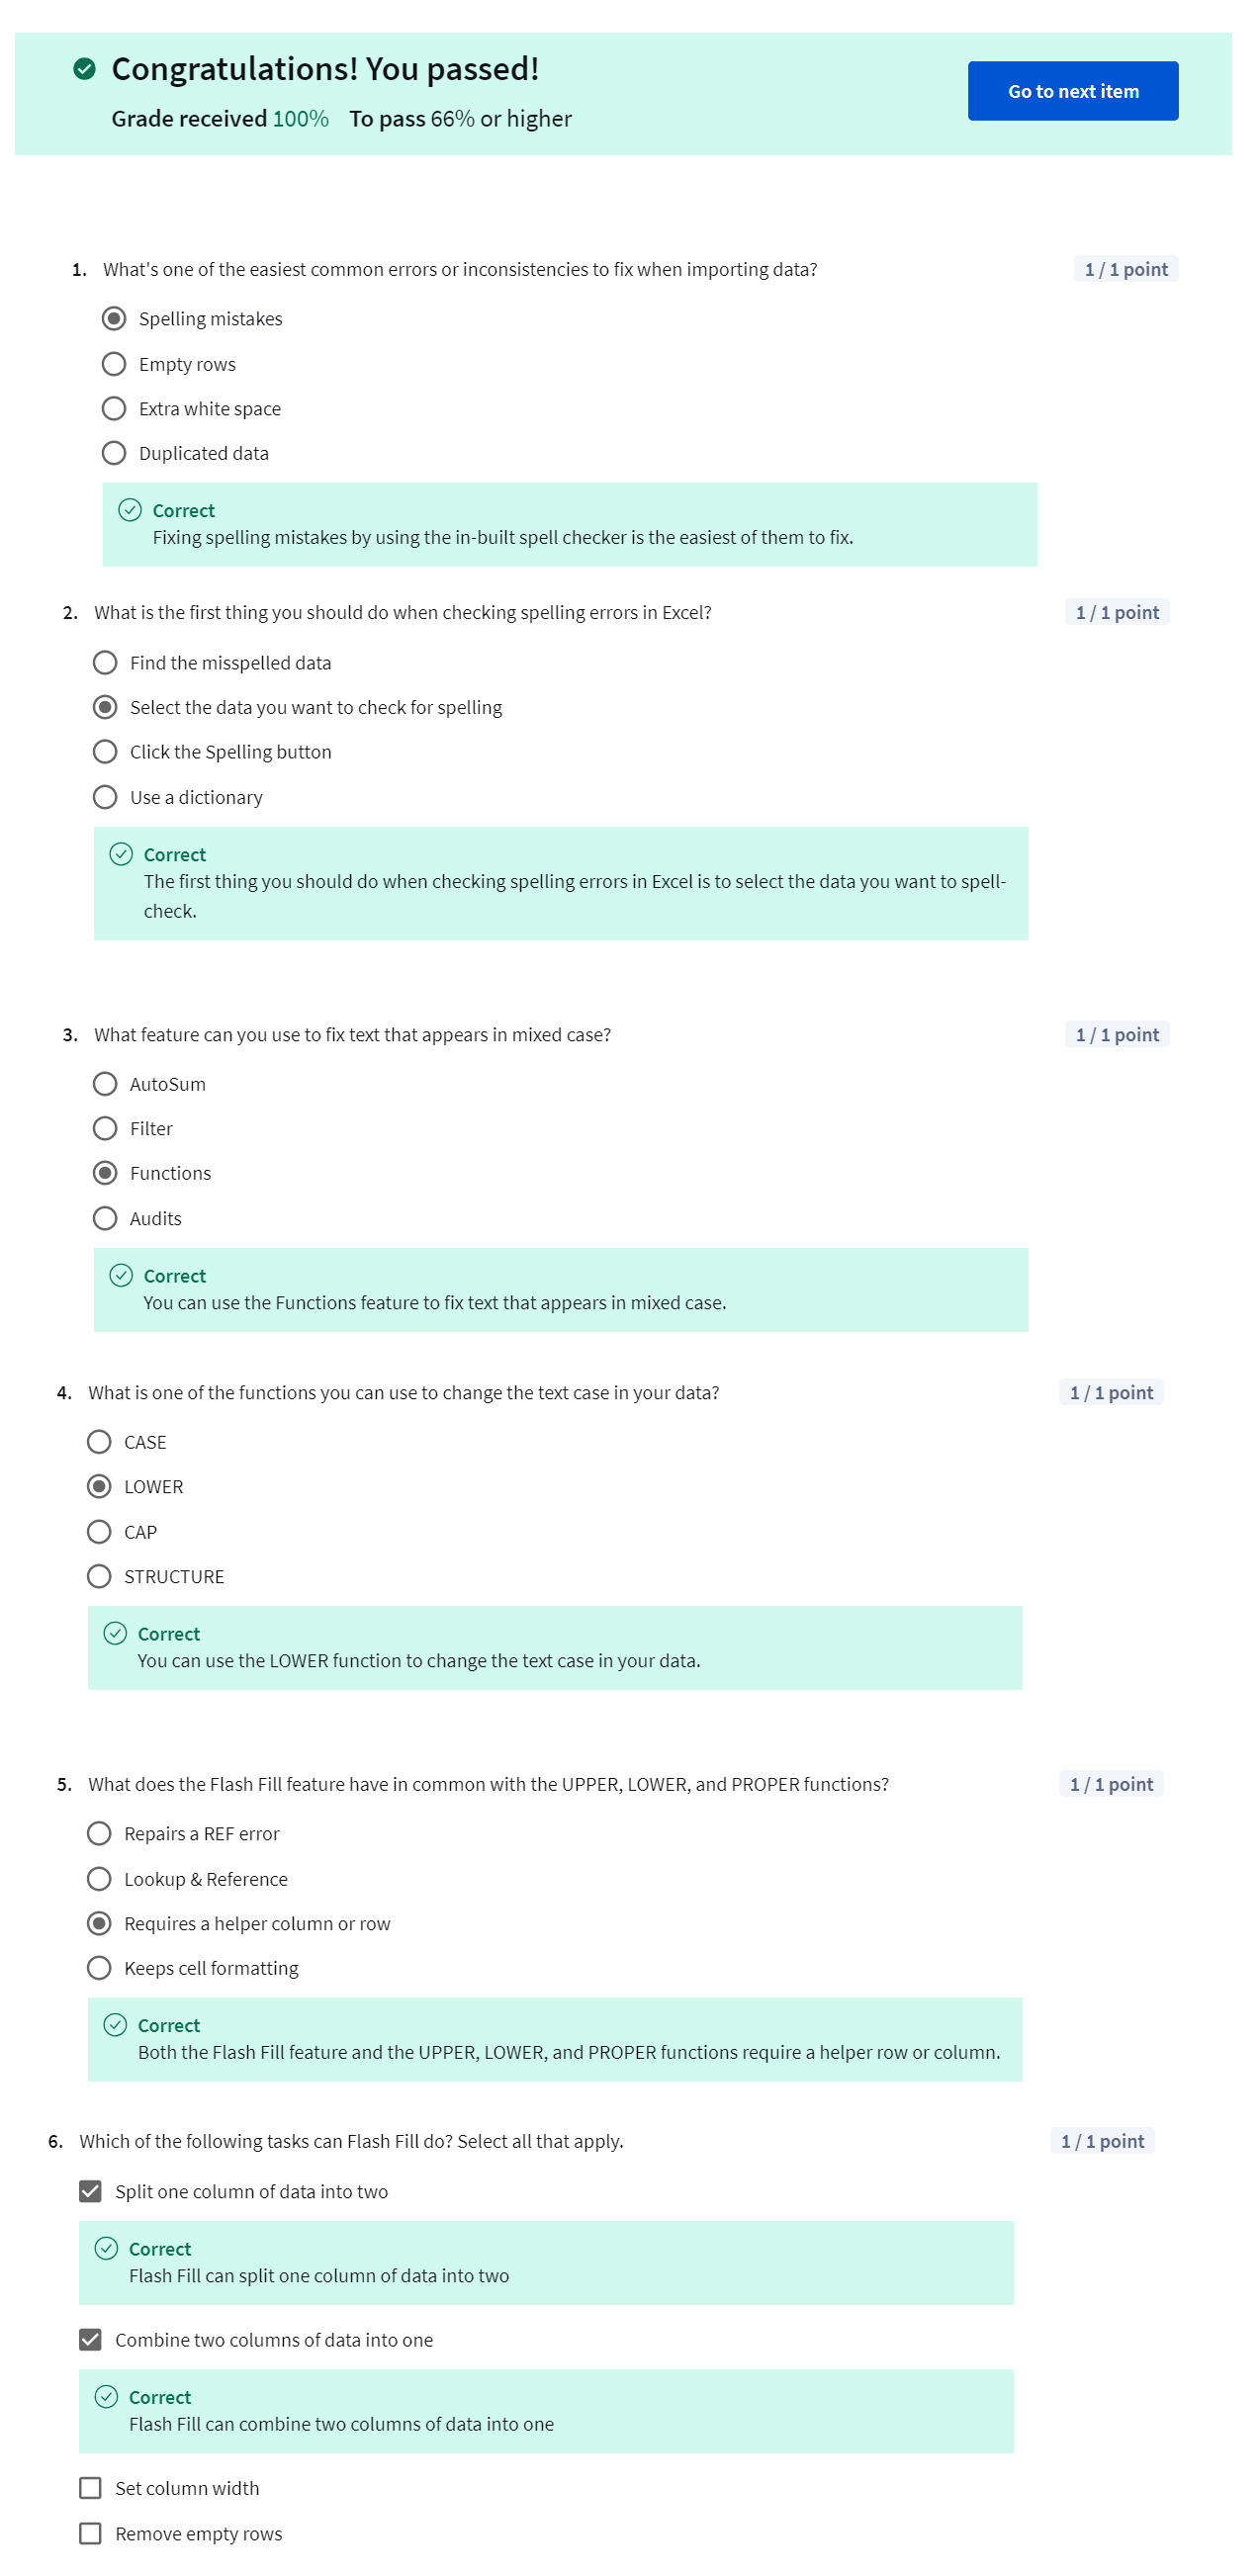 Congratulations! You passed!
Grade received 100% To pass 66% or higher
Go to next item
1. What's one of the easiest common errors or inconsistencies to fix when importing data?
1 / 1 point
Spelling mistakes
Empty rows
Extra white space
Duplicated data
Correct
Fixing spelling mistakes by using the in-built spell checker is the easiest of them to fix.
2. What is the first thing you should do when checking spelling errors in Excel?
1 / 1 point
Find the misspelled data
Select the data you want to check for spelling
Click the Spelling button
Use a dictionary
Correct
The first thing you should do when checking spelling errors in Excel is to select the data you want to spell-
check.
3. What feature can you use to fix text that appears in mixed case?
1 / 1 point
AutoSum
Filter
Functions
Audits
Correct
You can use the Functions feature to fix text that appears in mixed case.
4. What is one of the functions you can use to change the text case in your data?
1 / 1 point
CASE
LOWER
CAP
STRUCTURE
Correct
You can use the LOWER function to change the text case in your data.
5. What does the Flash Fill feature have in common with the UPPER, LOWER, and PROPER functions?
1 / 1 point
Repairs a REF error
Lookup & Reference
Requires a helper column or row
Keeps cell formatting
Correct
Both the Flash Fill feature and the UPPER, LOWER, and PROPER functions require a helper row or column.
6. Which of the following tasks can Flash Fill do? Select all that apply.
1 / 1 point
Split one column of data into two
Correct
Flash Fill can split one column of data into two
Combine two columns of data into one
Correct
Flash Fill can combine two columns of data into one
Set column width
Remove empty rows